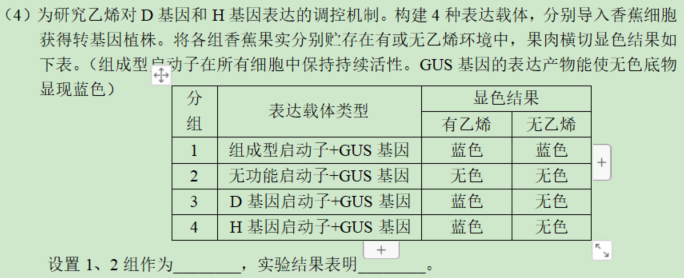 （4）为研究乙烯对 D 基因和 H 基因表达的调控机制。构建 4 种表达载体，分别导入香蕉细胞
获得转基因植株。将各组香蕉果实分别贮存在有或无乙烯环境中，果肉横切显色结果如
下表。（组成型启动子在所有细胞中保持持续活性。GUS 基因的表达产物能使无色底物
显现蓝色）
分组 表达载体类型 显色结果
有乙烯 无乙烯
1 组成型启动子+GUS 基因 蓝色 蓝色
2 无功能启动子+GUS 基因 无色 无色
3 D 基因启动子+GUS 基因 蓝色 无色
4 H 基因启动子+GUS 基因 蓝色 无色
设置 1、2 组作为________，实验结果表明________。